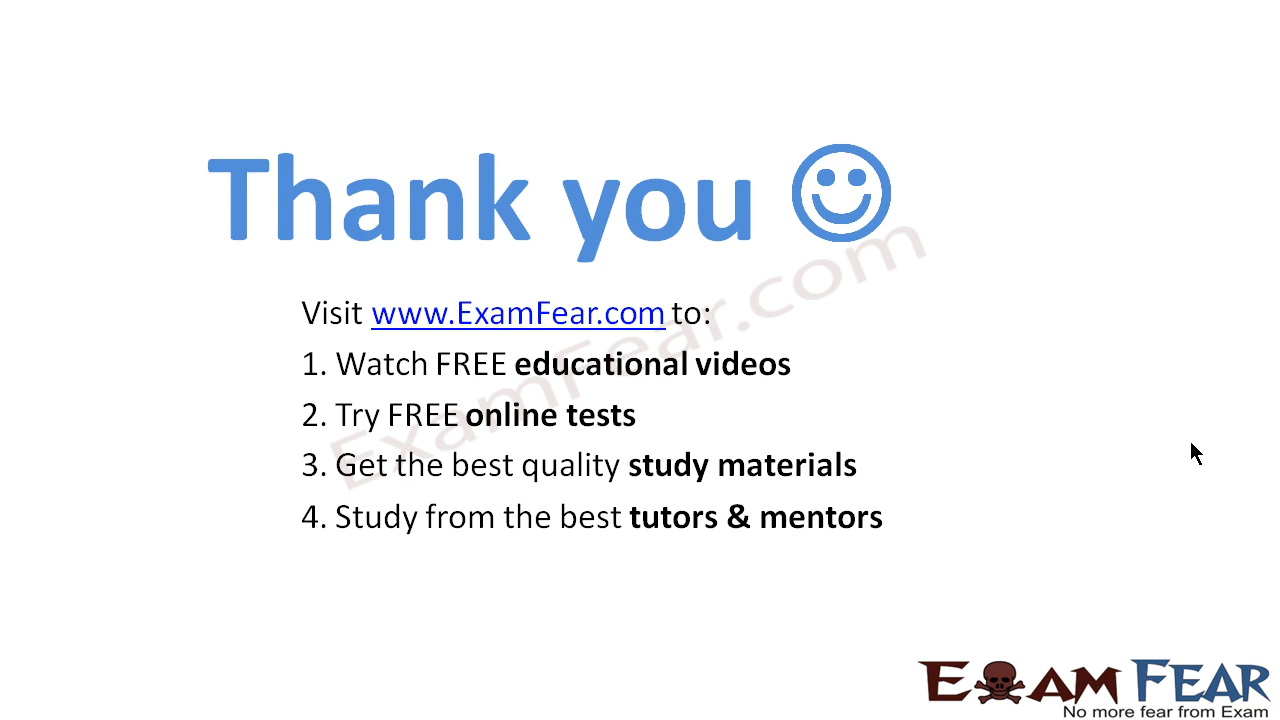 Thank you
Visit www.ExamFear.com to:
1. Watch FREE educational videos
2. Try FREE online tests
3. Get the best quality study materials
4. Study from the best tutors & mentors
ExamFear.com
EXAM FEAR
No more fear from Exam